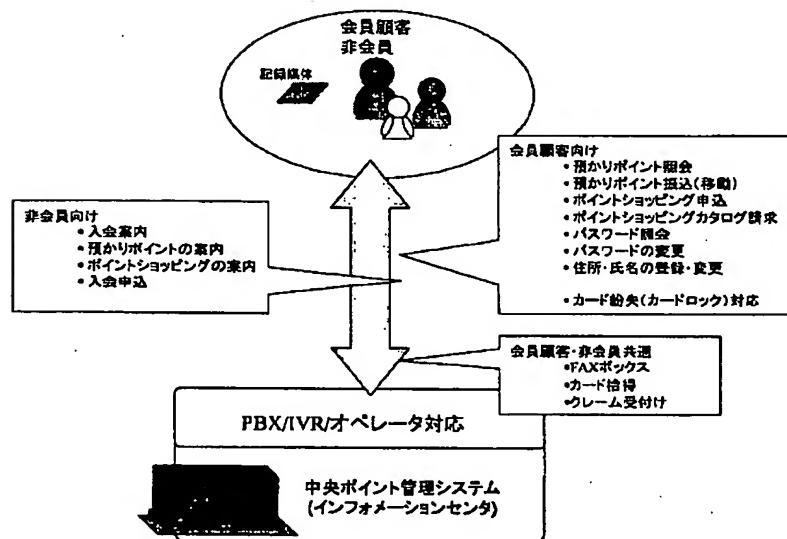 会員顧客
非会員
記録媒体
会員顧客向け
・預かりポイント照会
・預かりポイント振込(移動)
・ポイントショッピング申込
・ポイントショッピングカタログ請求
・パスワード照会
・パスワードの変更
・住所・氏名の登録・変更
・カード紛失(カードロック)対応
非会員向け
・入会案内
・預かりポイントの案内
・ポイントショッピングの案内
・入会申込
会員顧客・非会員共通
・FAXボックス
・カード拾得
・クレーム受付け
PBX/IVR/オペレータ対応
中央ポイント管理システム
(インフォメーションセンタ)